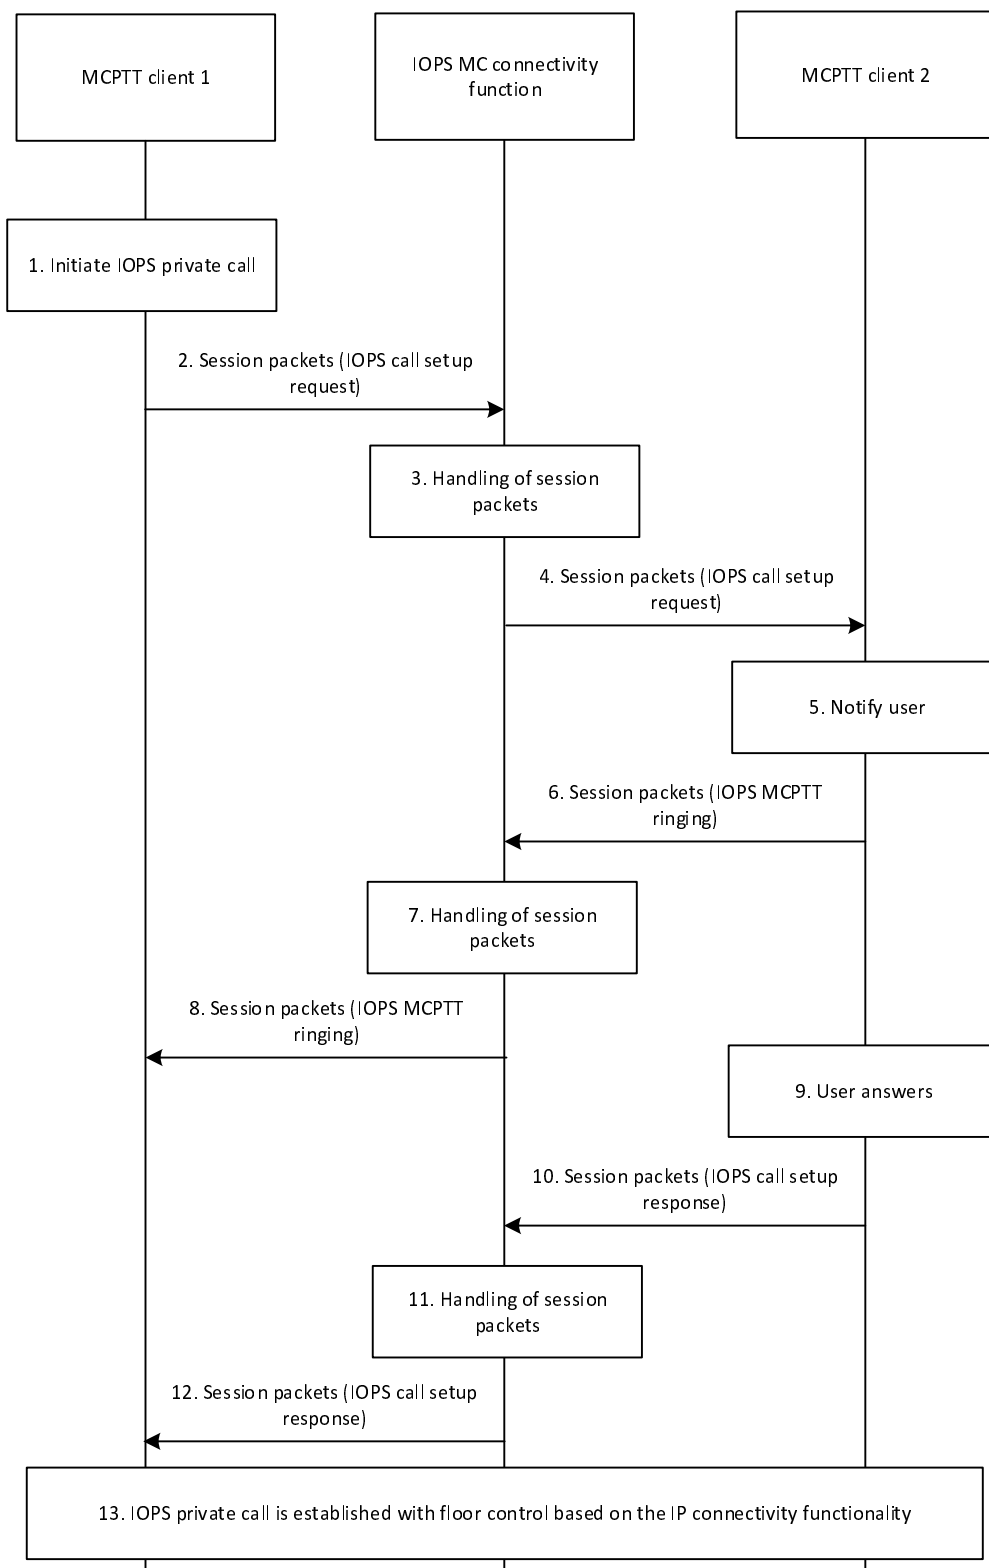 MCPTT client 1
IOPS MC connectivity
function
MCPTT client 2
1. Initiate IOPS private call
2. Session packets (IOPS call setup
request)
3. Handling of session
packets
4. Session packets (IOPS call setup
request)
5. Notify user
6. Session packets (IOPS MCPTT
ringing)
7. Handling of session
packets
8. Session packets (IOPS MCPTT
ringing)
9. User answers
10. Session packets (IOPS call setup
response)
11. Handling of session
packets
12. Session packets (IOPS call setup
response)
13. IOPS private call is established with floor control based on the IP connectivity functionality